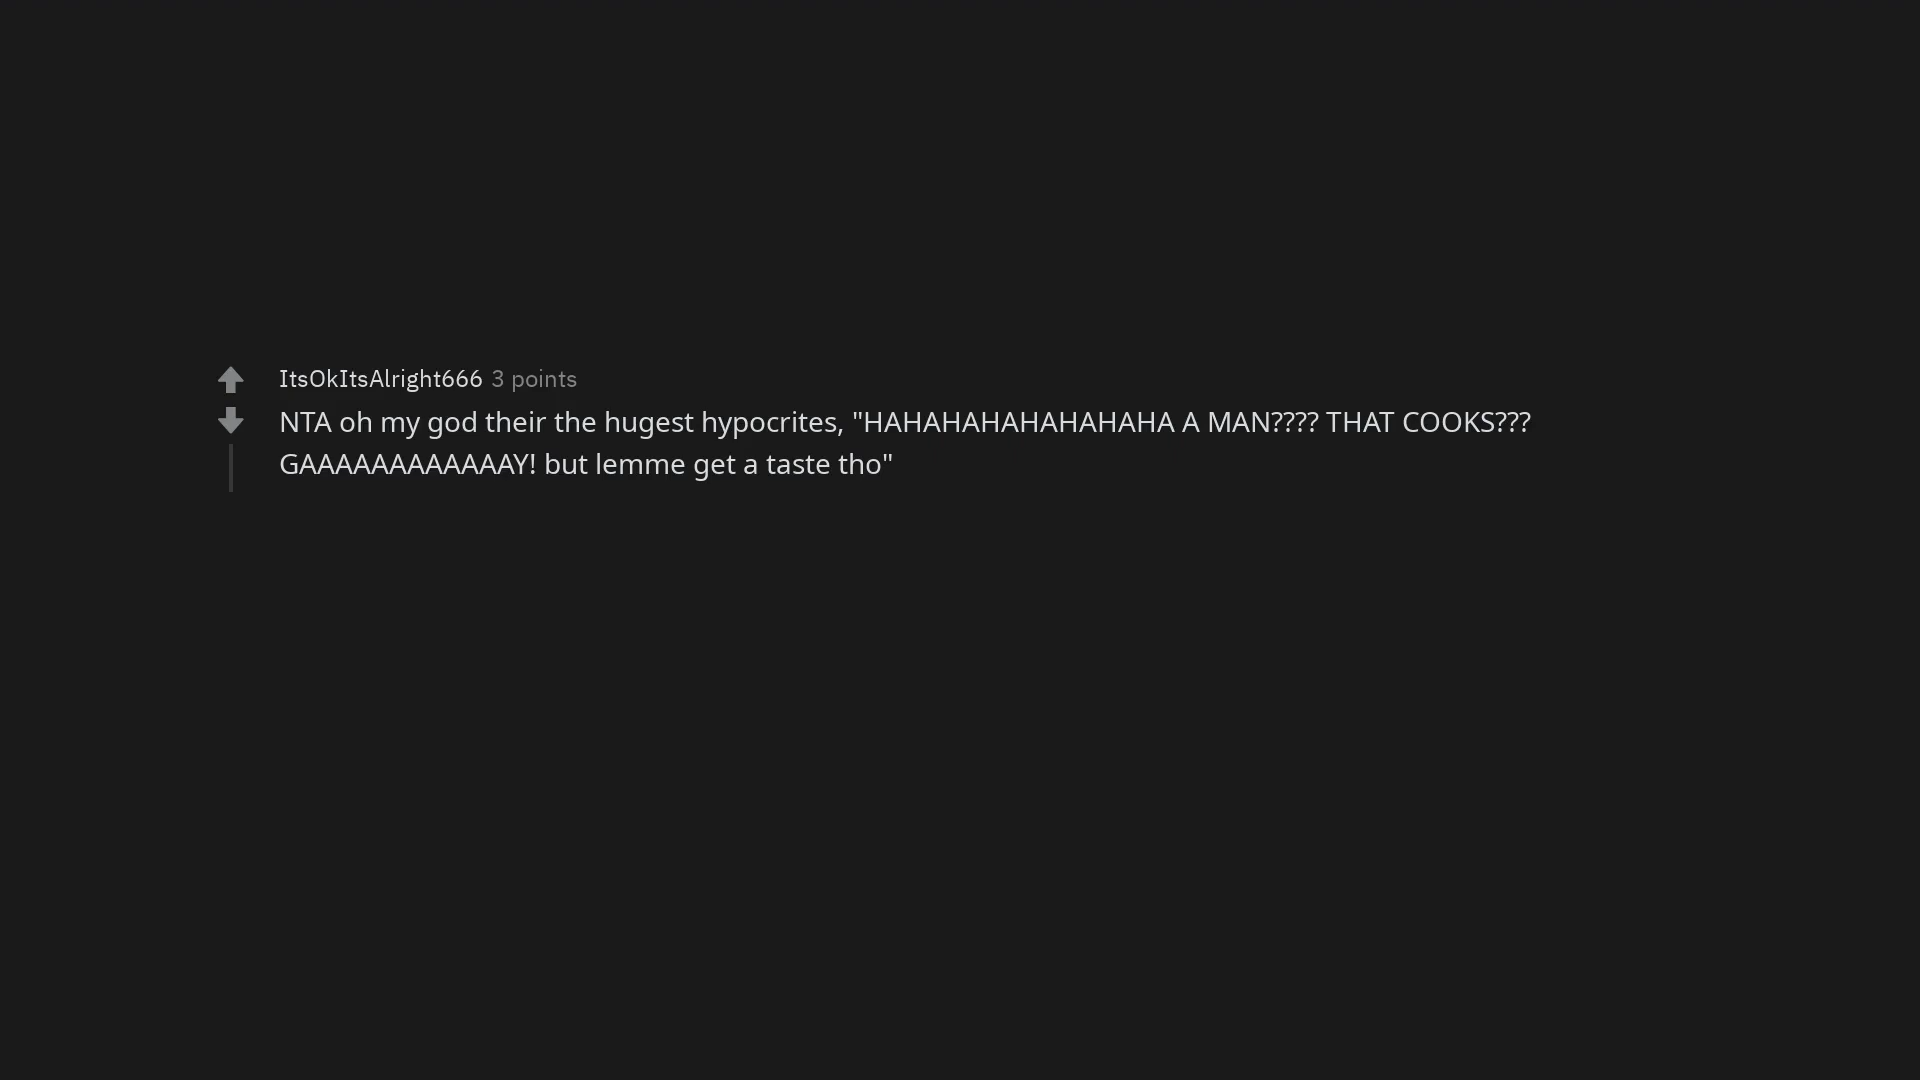 ItsOkItsAlright666 3 points
NTA oh my god their the hugest hypocrites, "HAHAHAHAHAHAHAHA A MAN???? THAT COOKS???
GAAAAAAAAAAAAY! but lemme get a taste tho"